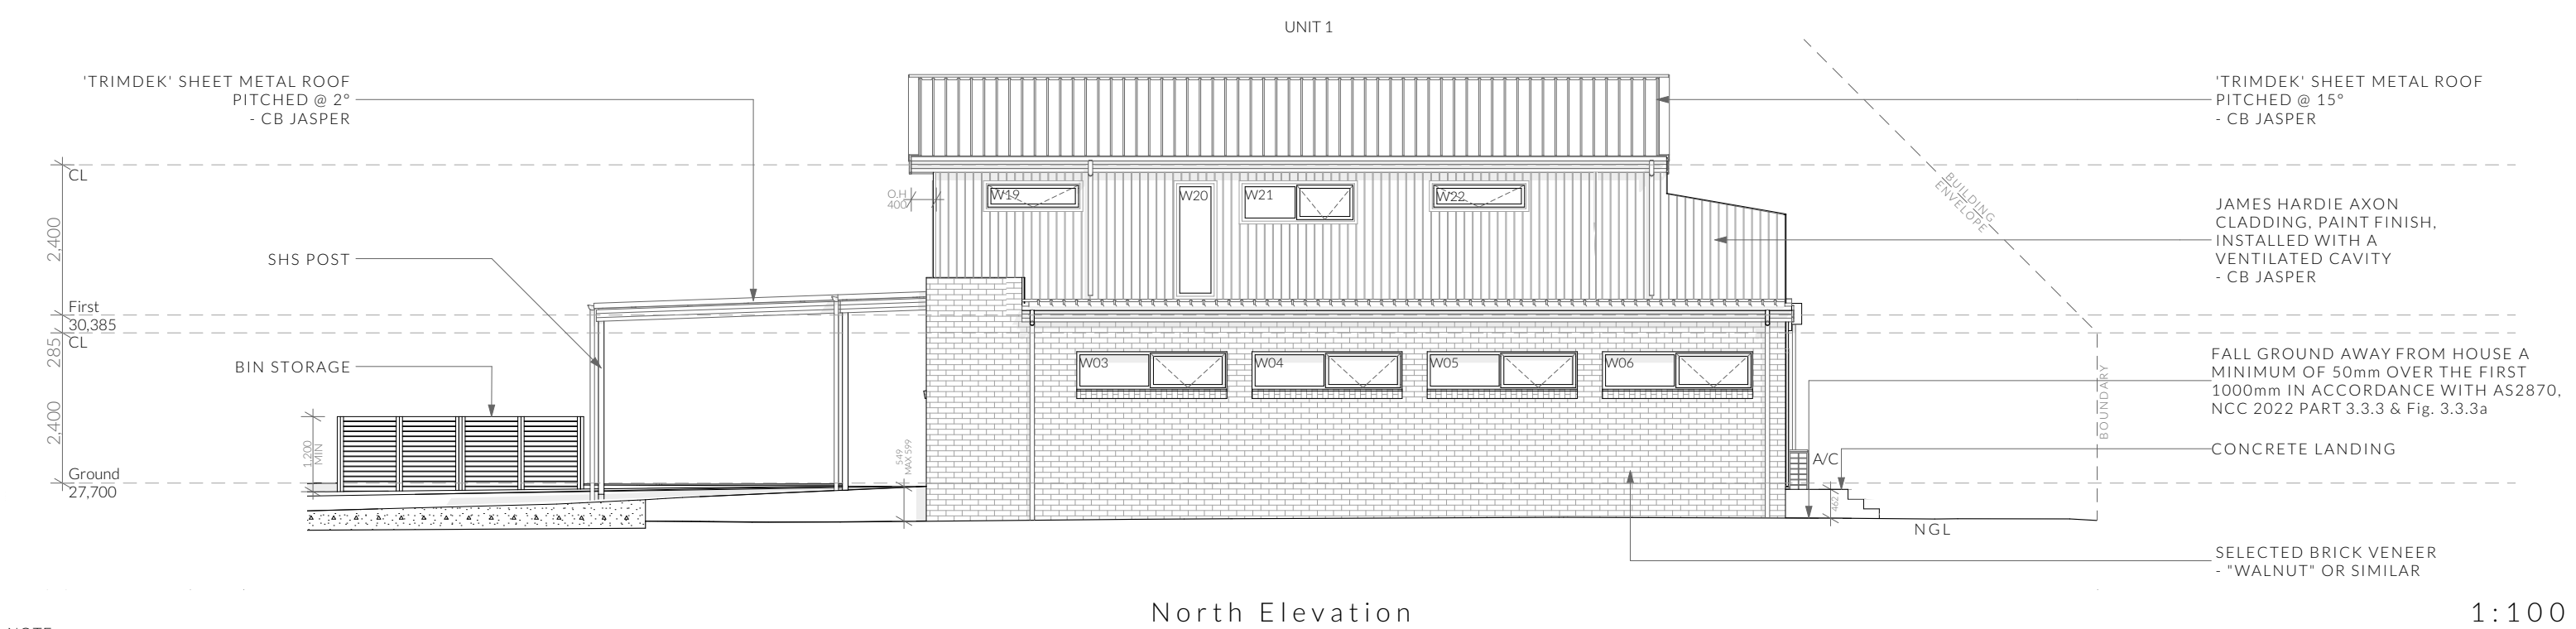 UNIT 1
'TRIMDEK' SHEET METAL ROOF
PITCHED @ 2°
- CB JASPER
'TRIMDEK' SHEET METAL ROOF
PITCHED @ 15°
- CB JASPER
CL
O.H
400
W19
W20
W21
W22
BUILDING
ENVELOPE
JAMES HARDIE AXON
CLADDING, PAINT FINISH,
INSTALLED WITH A
VENTILATED CAVITY
- CB JASPER
2,400
SHS POST
First
30,385
CL
285
BIN STORAGE
W03
W04
W05
W06
BOUNDARY
FALL GROUND AWAY FROM HOUSE A
MINIMUM OF 50mm OVER THE FIRST
1000mm IN ACCORDANCE WITH AS2870,
NCC 2022 PART 3.3.3 & Fig. 3.3.3a
2,400
1,200
MIN
549
MAX 599
A/C
CONCRETE LANDING
Ground
27,700
462
NGL
SELECTED BRICK VENEER
- "WALNUT" OR SIMILAR
North Elevation
1:100